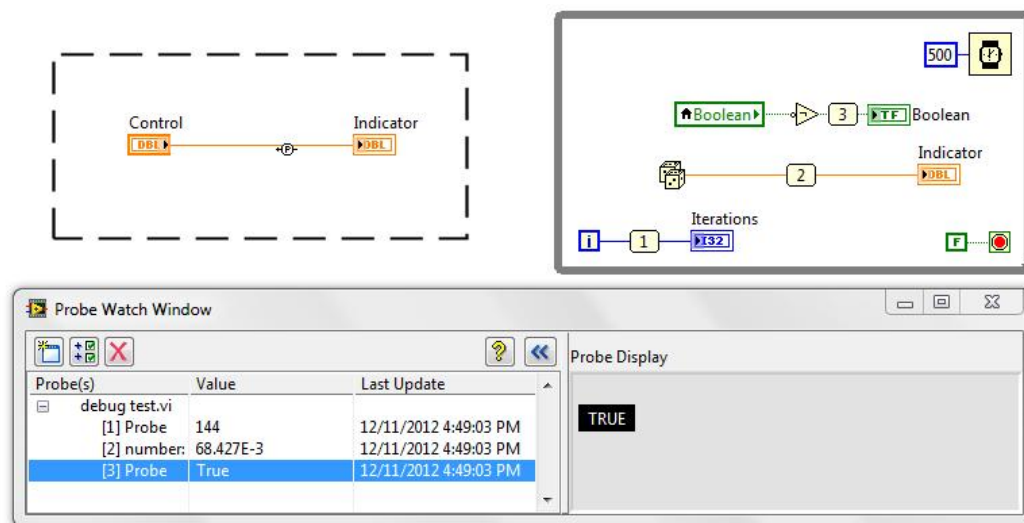 Control
DBL
P
Indicator
DBL
500
Boolean
3
TF
Boolean
2
Indicator
DBL
Iterations
i
1
I32
F
Probe Watch Window
Probe Display
Probe(s) Value Last Update
debug test.vi
[1] Probe 144 12/11/2012 4:49:03 PM
[2] number: 68.427E-3 12/11/2012 4:49:03 PM
[3] Probe True 12/11/2012 4:49:03 PM
TRUE